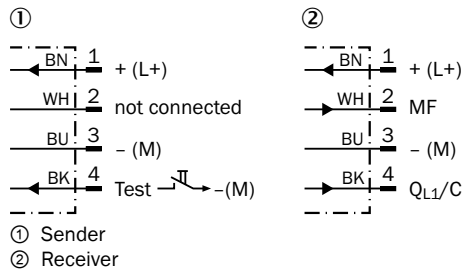 ① ②
BN 1 + (L+)
WH 2 not connected
BU 3 – (M)
BK 4 Test –(M)
BN 1 + (L+)
WH 2 MF
BU 3 – (M)
BK 4 QL1/C
① Sender
② Receiver